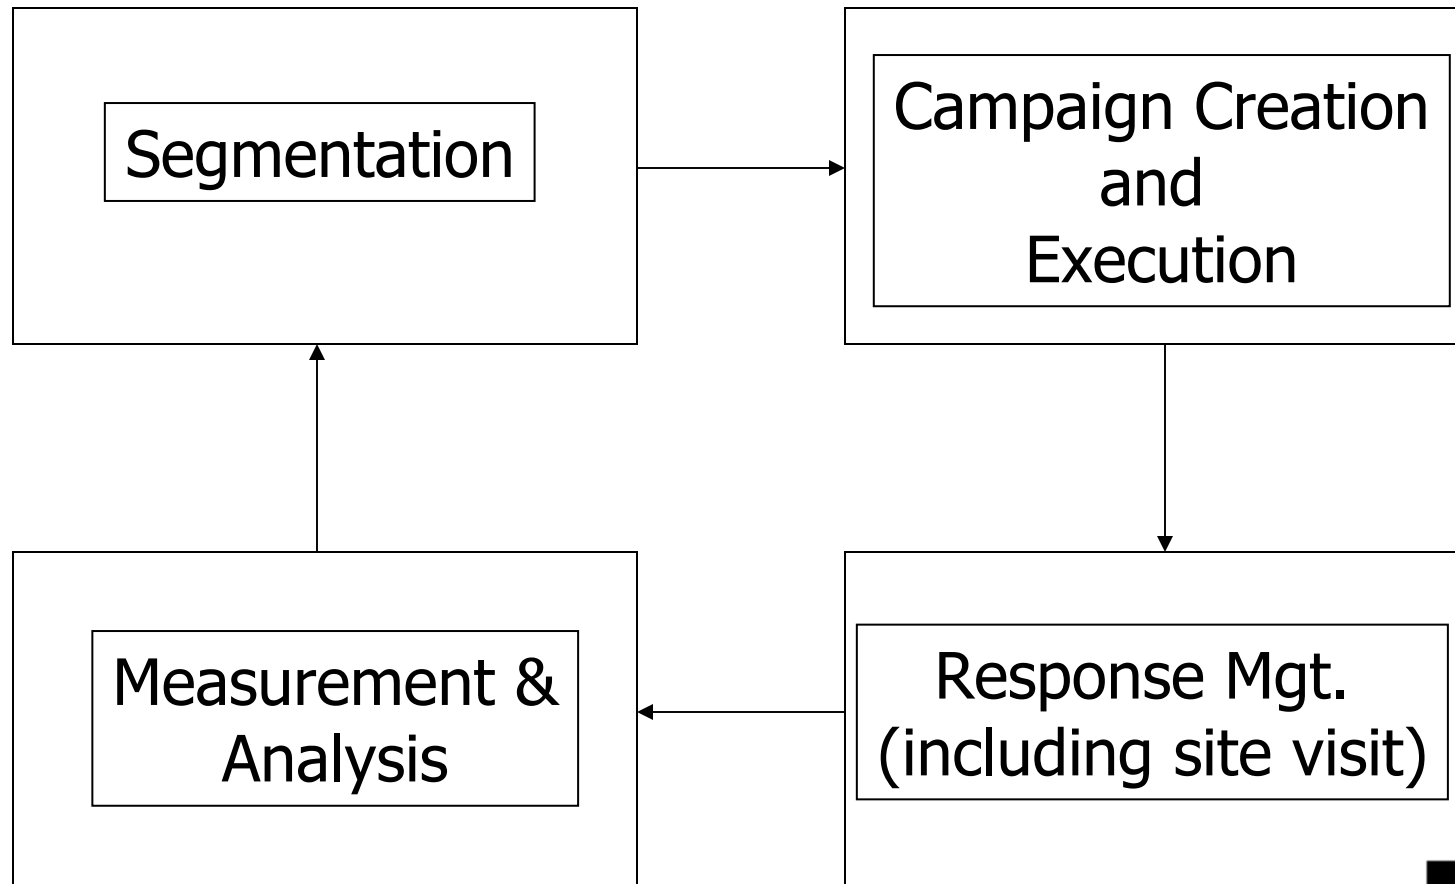 Segmentation
Campaign Creation
and
Execution
Measurement &
Analysis
Response Mgt.
(including site visit)